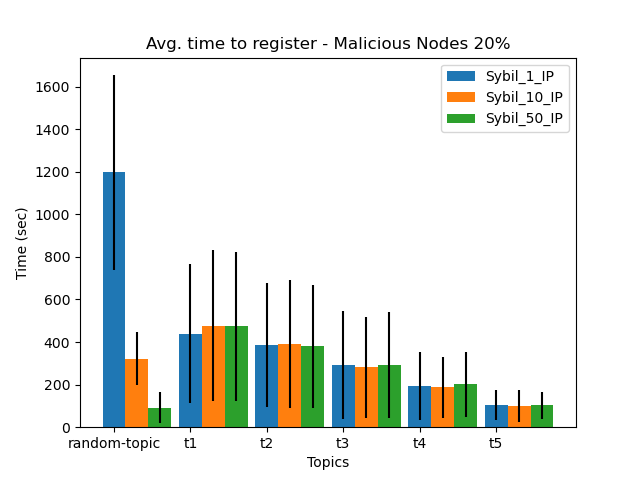 Avg. time to register - Malicious Nodes 20%
Sybil_1_IP
Sybil_10_IP
Sybil_50_IP
1600
1400
1200
1000
800
600
400
200
0
Time (sec)
random-topic t1 t2 t3 t4 t5
Topics